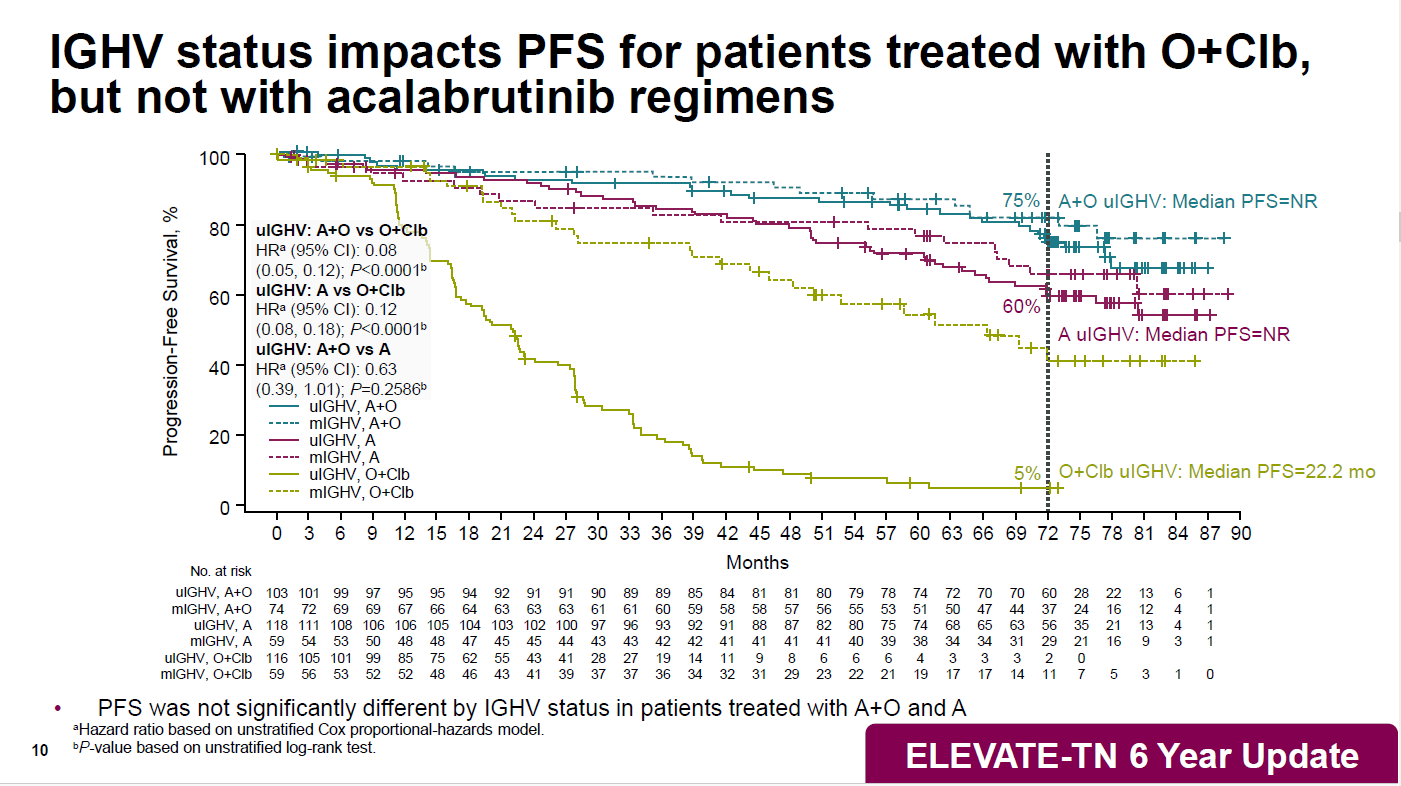 IGHV status impacts PFS for patients treated with O+Clb,
but not with acalabrutinib regimens
Progression-Free Survival, %
100
80
60
40
20
0
uIGHV: A+O vs O+Clb
HRᵃ (95% CI): 0.08
(0.05, 0.12); P<0.0001ᵇ
uIGHV: A vs O+Clb
HRᵃ (95% CI): 0.12
(0.08, 0.18); P<0.0001ᵇ
uIGHV: A+O vs A
HRᵃ (95% CI): 0.63
(0.39, 1.01); P=0.2586ᵇ
uIGHV, A+O
mIGHV, A+O
uIGHV, A
mIGHV, A
uIGHV, O+Clb
mIGHV, O+Clb
75% A+O uIGHV: Median PFS=NR
60%
A uIGHV: Median PFS=NR
5% O+Clb uIGHV: Median PFS=22.2 mo
0 3 6 9 12 15 18 21 24 27 30 33 36 39 42 45 48 51 54 57 60 63 66 69 72 75 78 81 84 87 90
Months
No. at risk
uIGHV, A+O 103 101 99 97 95 95 94 92 91 91 90 89 89 85 84 81 81 80 79 78 74 72 70 70 60 28 22 13 6 1
mIGHV, A+O 74 72 69 69 67 66 64 63 63 63 61 61 60 59 58 58 57 56 55 53 51 50 47 44 37 24 16 12 4 1
uIGHV, A 118 111 108 106 106 105 104 103 102 100 97 96 93 92 91 88 87 82 80 75 74 68 65 63 56 35 21 13 4 1
mIGHV, A 59 54 53 50 48 48 47 45 45 44 43 43 42 42 41 41 41 41 40 39 38 34 34 31 29 21 16 9 3 1
uIGHV, O+Clb 116 105 101 99 85 75 62 55 43 41 28 27 19 14 11 9 8 6 6 6 4 3 3 3 2 0
mIGHV, O+Clb 59 56 53 52 52 48 46 43 41 39 37 37 36 34 32 31 29 23 22 21 19 17 17 14 11 7 5 3 1 0
• PFS was not significantly different by IGHV status in patients treated with A+O and A
ᵃHazard ratio based on unstratified Cox proportional-hazards model.
ᵇP-value based on unstratified log-rank test.
10
ELEVATE-TN 6 Year Update